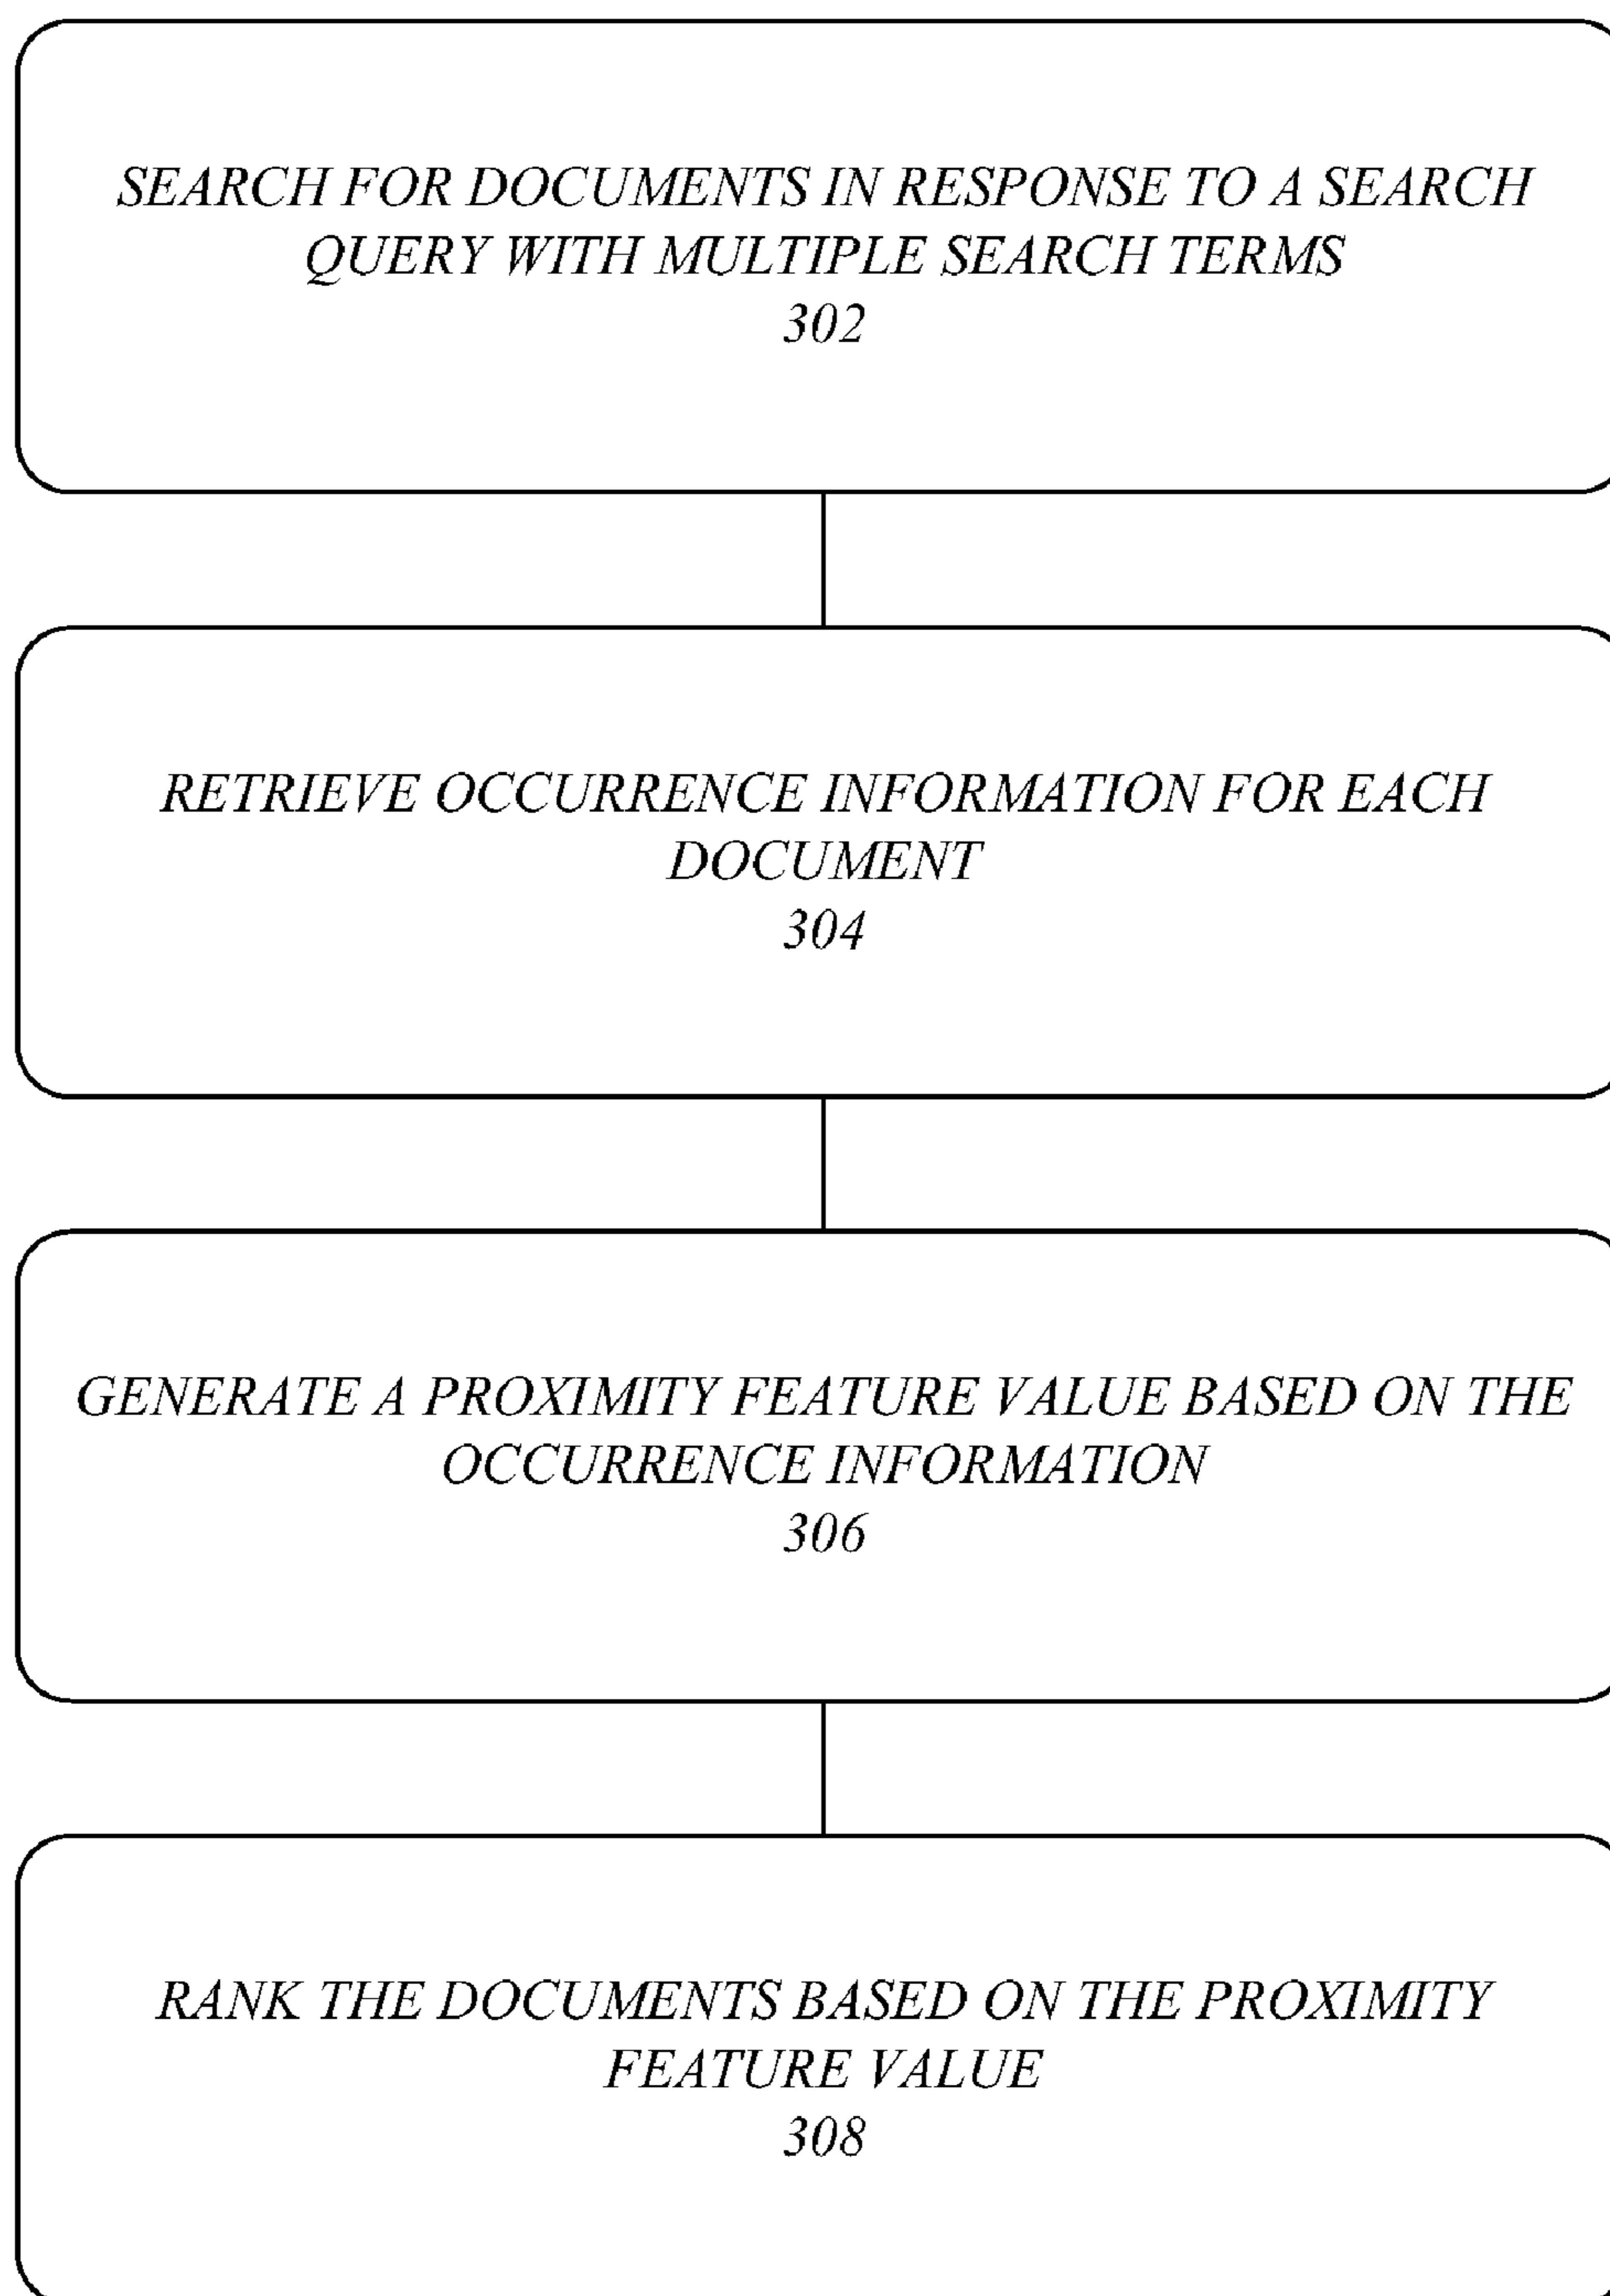 SEARCH FOR DOCUMENTS IN RESPONSE TO A SEARCH
QUERY WITH MULTIPLE SEARCH TERMS
302
RETRIEVE OCCURRENCE INFORMATION FOR EACH
DOCUMENT
304
GENERATE A PROXIMITY FEATURE VALUE BASED ON THE
OCCURRENCE INFORMATION
306
RANK THE DOCUMENTS BASED ON THE PROXIMITY
FEATURE VALUE
308